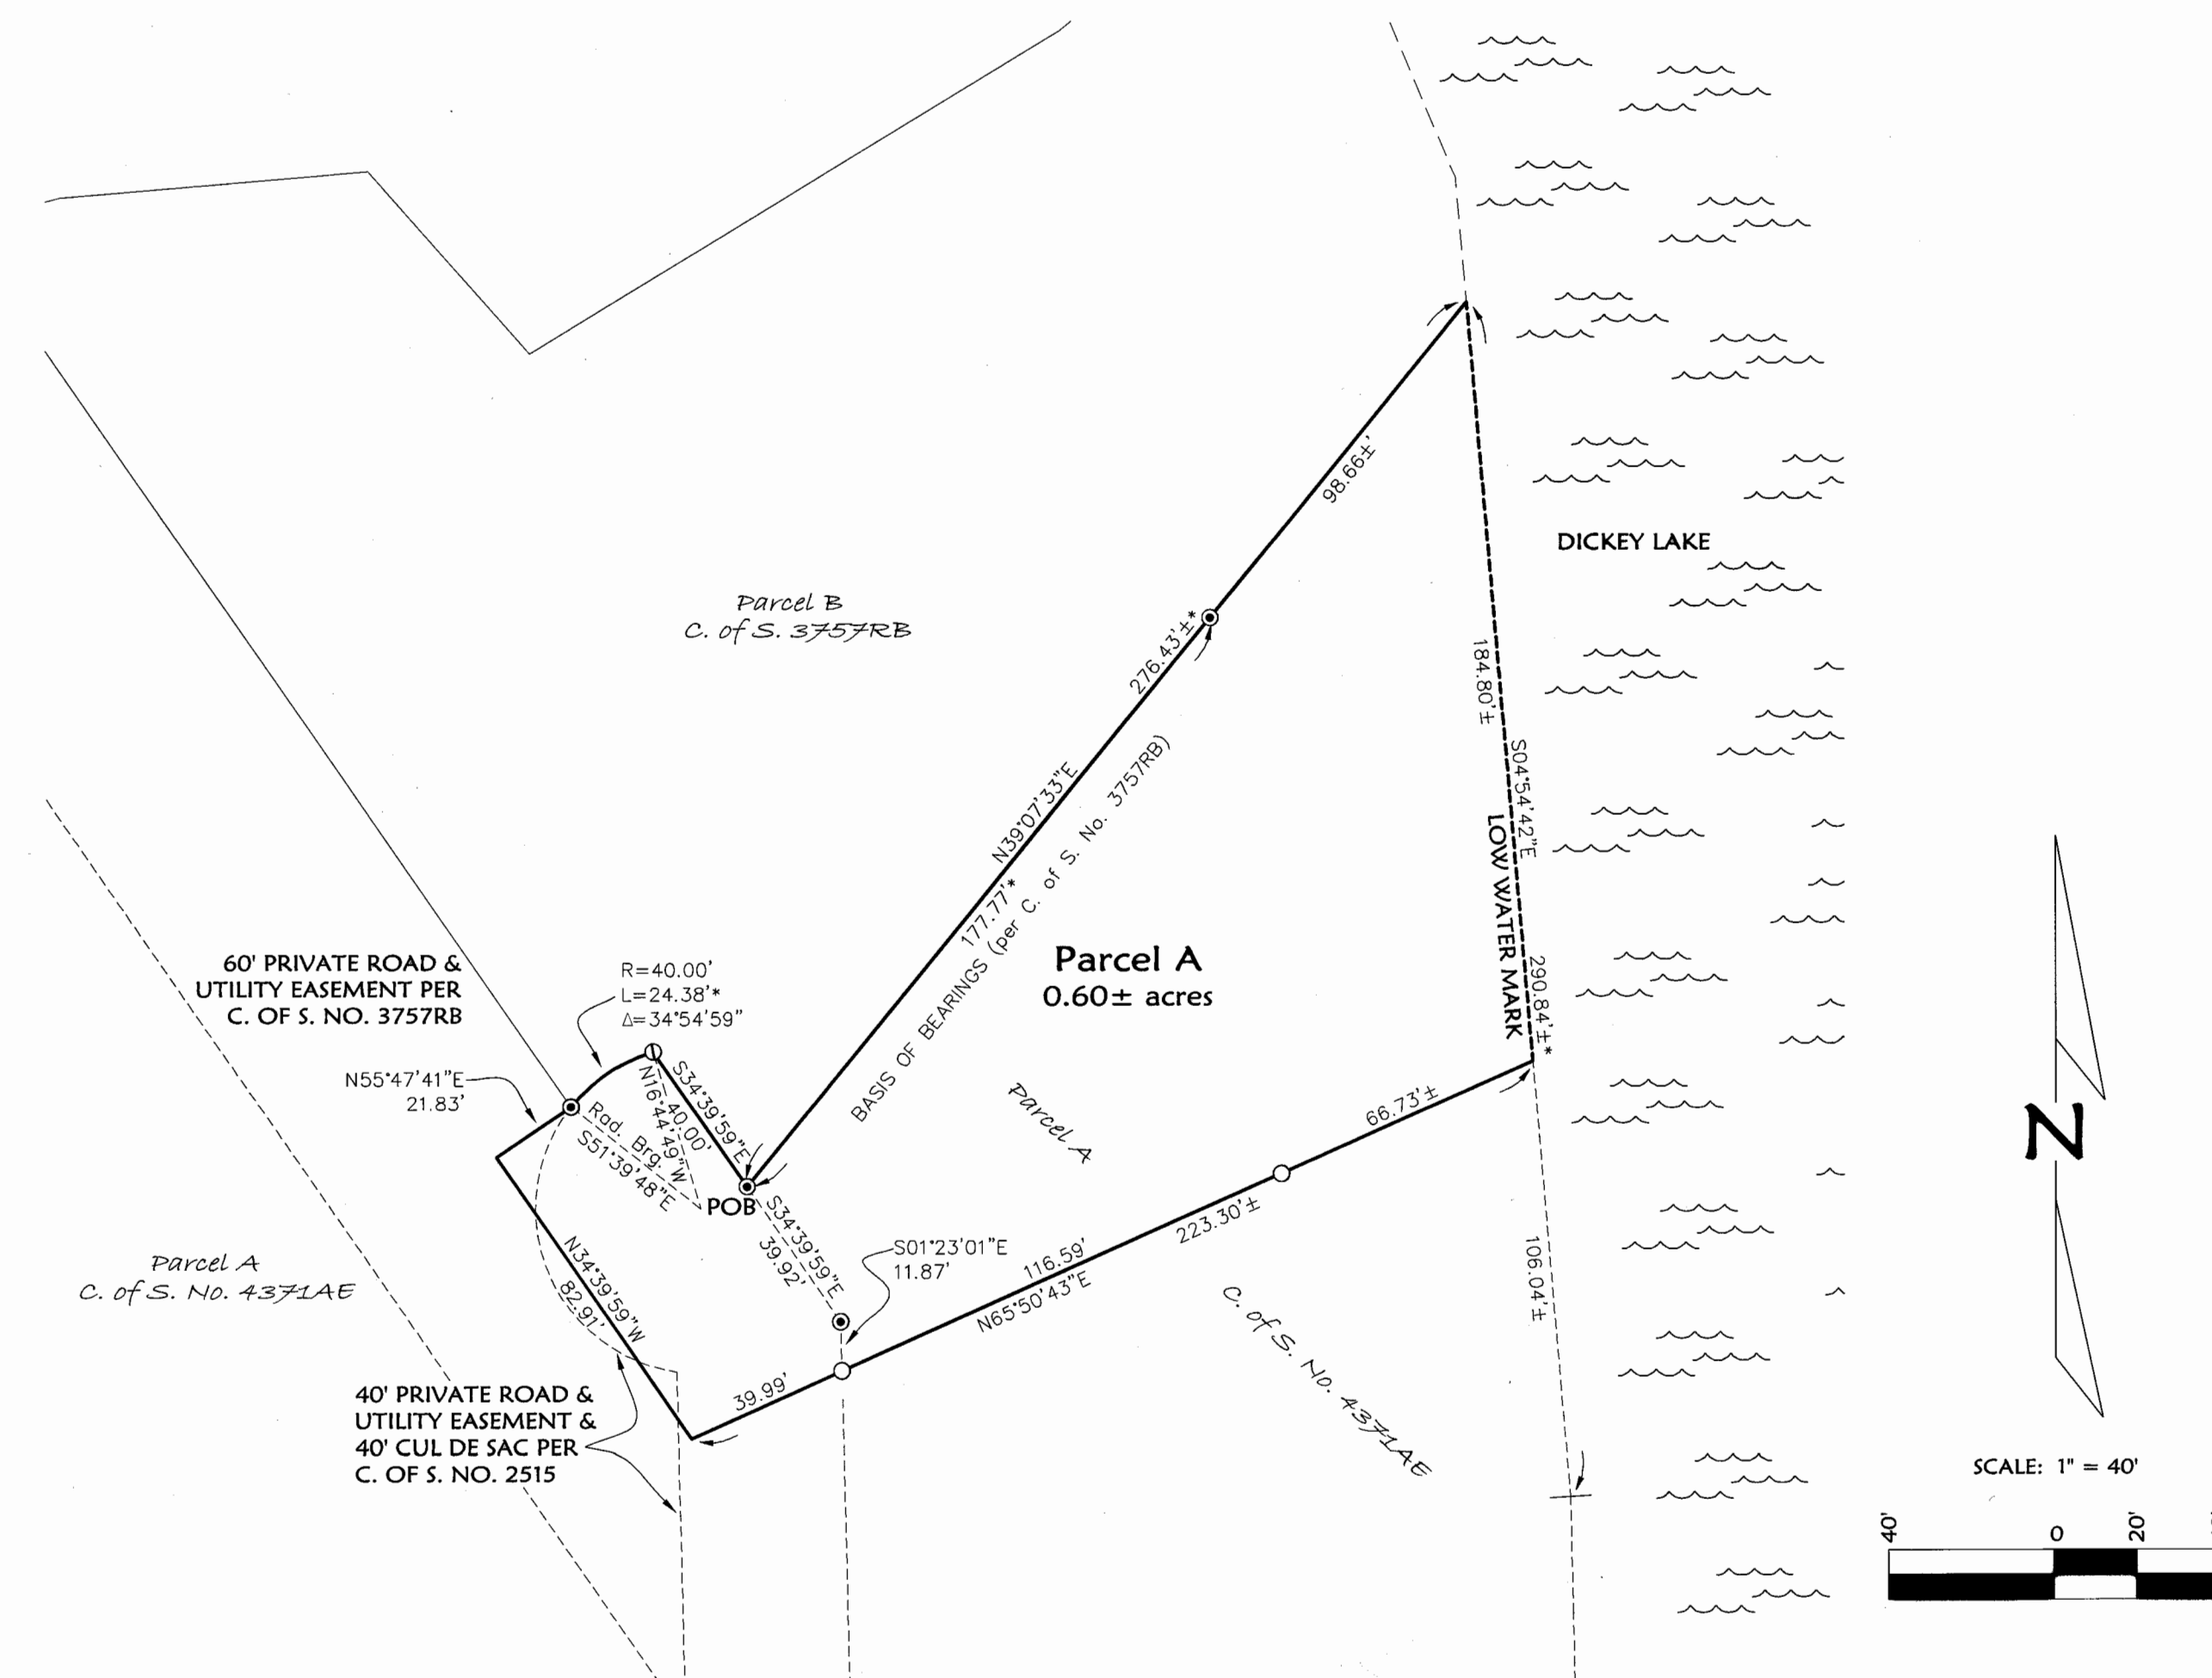 DICKEY LAKE
Parcel B
C. of S. 3757RB
98.66±'
276.43'±*
N39°07'33"E
177.77'*
BASIS OF BEARINGS (per C. of S. No. 3757RB)
184.80'±
S04°54'42"E
LOW WATER MARK
290.84'±*
106.04'±
Parcel A
0.60± acres
60' PRIVATE ROAD &
UTILITY EASEMENT PER
C. OF S. NO. 3757RB
R=40.00'
L=24.38'*
Δ=34°54'59"
N55°47'41"E
21.83'
S34°39'59"E
40.00'
N16°44'49"W
Rad. Brg.
S51°39'48"E
POB
S34°39'59"E
39.92'
S01°23'01"E
11.87'
N34°39'59"W
82.91'
39.99'
116.59'
N65°50'43"E
223.30'±
66.73'±
Parcel A
C. of S. No. 4371AE
Parcel A
C. of S. No. 4371AE
40' PRIVATE ROAD &
UTILITY EASEMENT &
40' CUL DE SAC PER
C. OF S. NO. 2515
N
SCALE: 1" = 40'
40'
0
20'